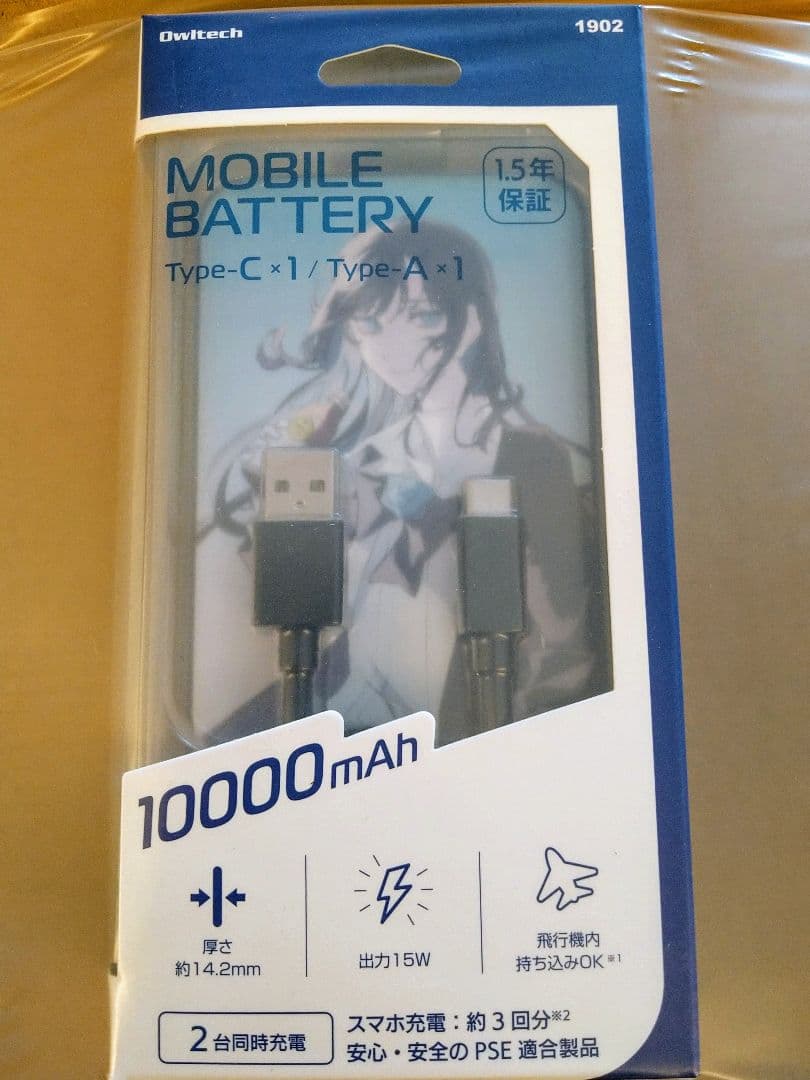 Owltech
1902
MOBILE
BATTERY
1.5年
保証
Type-C×1 / Type-A×1
10000mAh
厚さ
約14.2mm
出力15W
飛行機内
持ち込みOK※1
2台同時充電
スマホ充電：約3回分※2
安心・安全のPSE適合製品